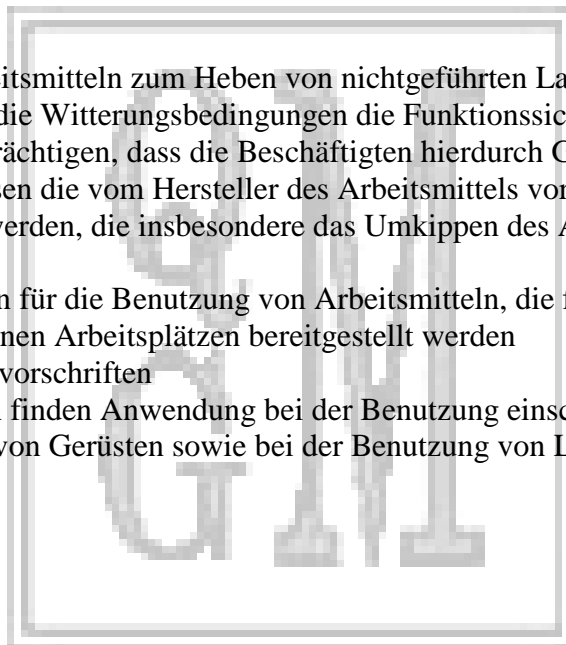 eitsmitteln zum Heben von nichtgeführten La
die Witterungsbedingungen die Funktionssic
rächtigen, dass die Beschäftigten hierdurch G
sen die vom Hersteller des Arbeitsmittels vor
werden, die insbesondere das Umkippen des A
n für die Benutzung von Arbeitsmitteln, die f
nen Arbeitsplätzen bereitgestellt werden
vorschriften
n finden Anwendung bei der Benutzung einsc
von Gerüsten sowie bei der Benutzung von L
Q
G M